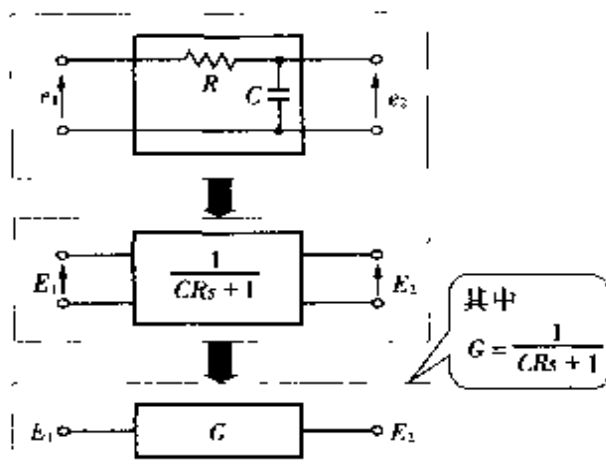 R
e₁
C
e₂
E₁
1
CRs + 1
E₂
其中
G = 1
CRs + 1
E₁
G
E₂